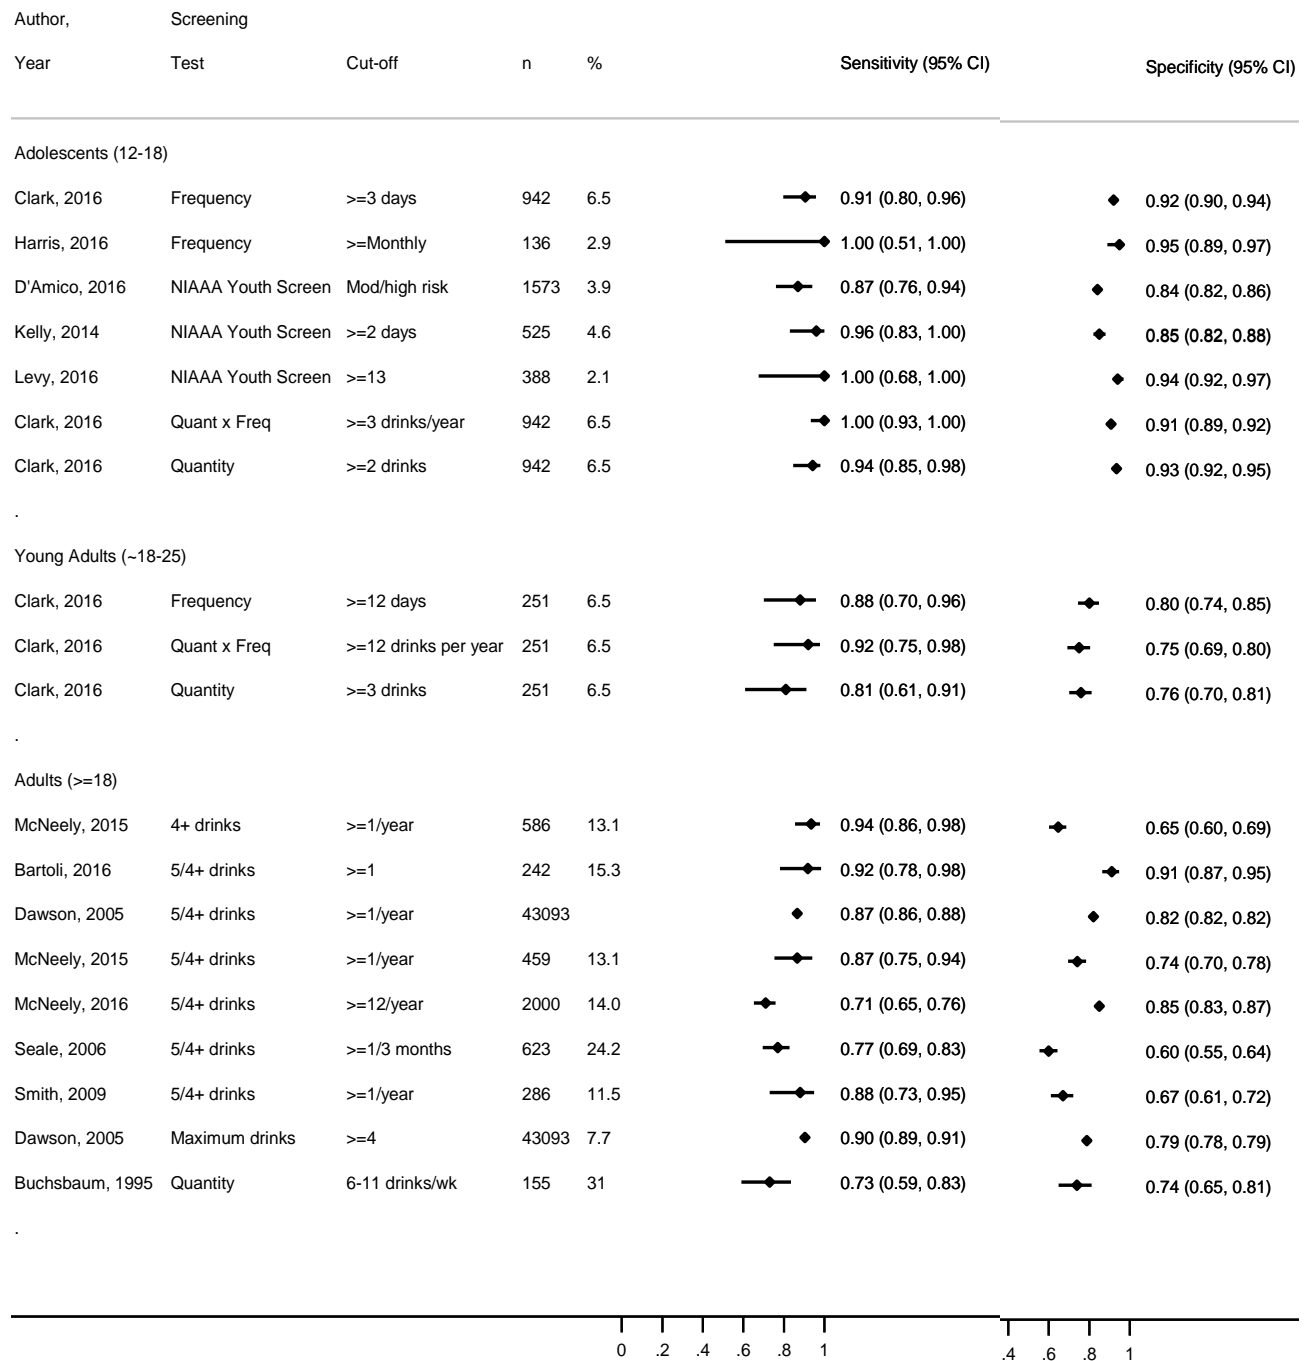 Author, Screening
Year Test Cut-off n % Sensitivity (95% CI) Specificity (95% CI)
Adolescents (12-18)
Clark, 2016 Frequency >=3 days 942 6.5 0.91 (0.80, 0.96) 0.92 (0.90, 0.94)
Harris, 2016 Frequency >=Monthly 136 2.9 1.00 (0.51, 1.00) 0.95 (0.89, 0.97)
D'Amico, 2016 NIAAA Youth Screen Mod/high risk 1573 3.9 0.87 (0.76, 0.94) 0.84 (0.82, 0.86)
Kelly, 2014 NIAAA Youth Screen >=2 days 525 4.6 0.96 (0.83, 1.00) 0.85 (0.82, 0.88)
Levy, 2016 NIAAA Youth Screen >=13 388 2.1 1.00 (0.68, 1.00) 0.94 (0.92, 0.97)
Clark, 2016 Quant x Freq >=3 drinks/year 942 6.5 1.00 (0.93, 1.00) 0.91 (0.89, 0.92)
Clark, 2016 Quantity >=2 drinks 942 6.5 0.94 (0.85, 0.98) 0.93 (0.92, 0.95)
.
Young Adults (~18-25)
Clark, 2016 Frequency >=12 days 251 6.5 0.88 (0.70, 0.96) 0.80 (0.74, 0.85)
Clark, 2016 Quant x Freq >=12 drinks per year 251 6.5 0.92 (0.75, 0.98) 0.75 (0.69, 0.80)
Clark, 2016 Quantity >=3 drinks 251 6.5 0.81 (0.61, 0.91) 0.76 (0.70, 0.81)
.
Adults (>=18)
McNeely, 2015 4+ drinks >=1/year 586 13.1 0.94 (0.86, 0.98) 0.65 (0.60, 0.69)
Bartoli, 2016 5/4+ drinks >=1 242 15.3 0.92 (0.78, 0.98) 0.91 (0.87, 0.95)
Dawson, 2005 5/4+ drinks >=1/year 43093 0.87 (0.86, 0.88) 0.82 (0.82, 0.82)
McNeely, 2015 5/4+ drinks >=1/year 459 13.1 0.87 (0.75, 0.94) 0.74 (0.70, 0.78)
McNeely, 2016 5/4+ drinks >=12/year 2000 14.0 0.71 (0.65, 0.76) 0.85 (0.83, 0.87)
Seale, 2006 5/4+ drinks >=1/3 months 623 24.2 0.77 (0.69, 0.83) 0.60 (0.55, 0.64)
Smith, 2009 5/4+ drinks >=1/year 286 11.5 0.88 (0.73, 0.95) 0.67 (0.61, 0.72)
Dawson, 2005 Maximum drinks >=4 43093 7.7 0.90 (0.89, 0.91) 0.79 (0.78, 0.79)
Buchsbaum, 1995 Quantity 6-11 drinks/wk 155 31 0.73 (0.59, 0.83) 0.74 (0.65, 0.81)
.
0 .2 .4 .6 .8 1 .4 .6 .8 1